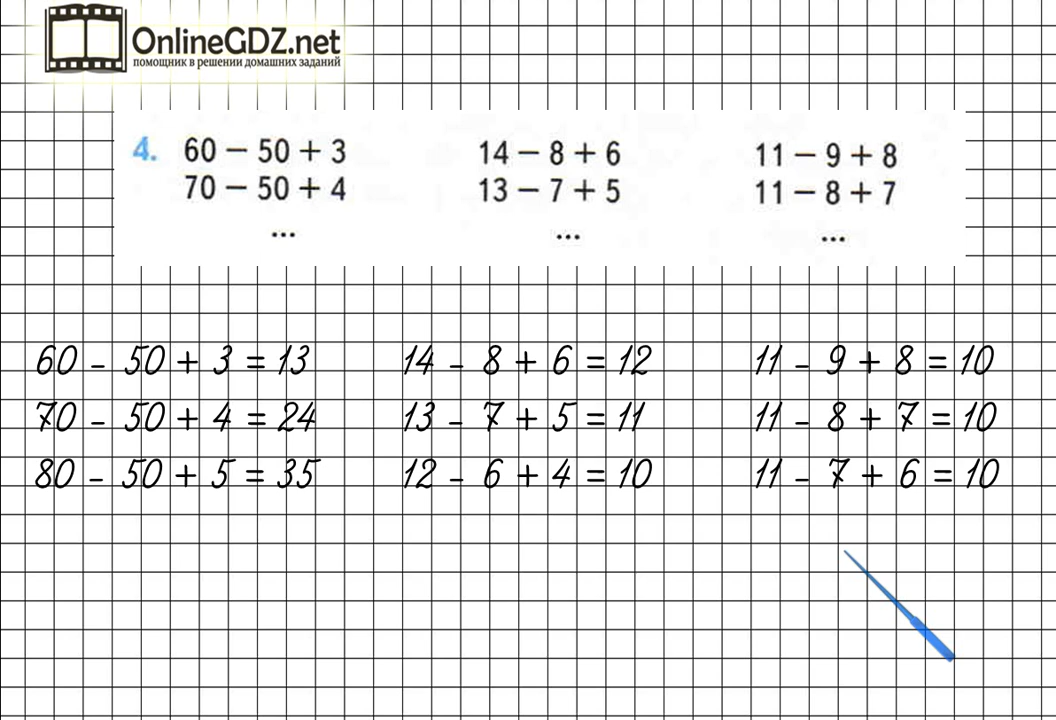 OnlineGDZ.net
помощник в решении домашних заданий
4. 60 − 50 + 3 14 − 8 + 6 11 − 9 + 8
70 − 50 + 4 13 − 7 + 5 11 − 8 + 7
... ... ...
60 - 50 + 3 = 13 14 - 8 + 6 = 12 11 - 9 + 8 = 10
70 - 50 + 4 = 24 13 - 7 + 5 = 11 11 - 8 + 7 = 10
80 - 50 + 5 = 35 12 - 6 + 4 = 10 11 - 7 + 6 = 10